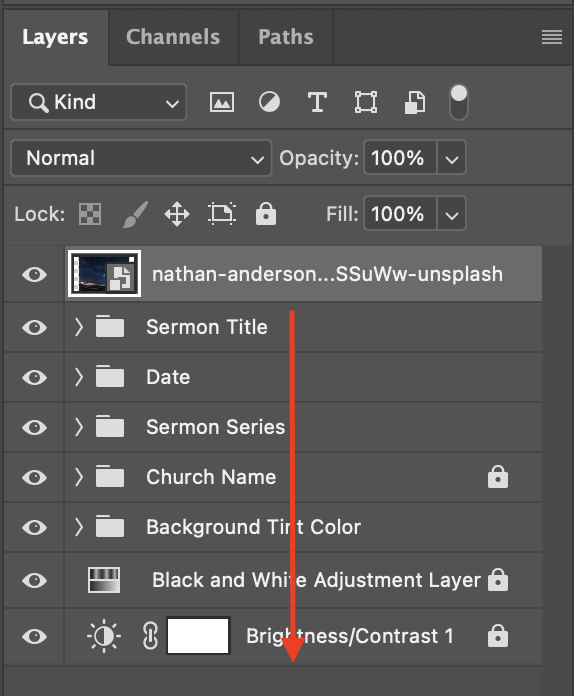 Layers Channels Paths
Kind
Normal Opacity: 100%
Lock: Fill: 100%
nathan-anderson...SSuWw-unsplash
Sermon Title
Date
Sermon Series
Church Name
Background Tint Color
Black and White Adjustment Layer
Brightness/Contrast 1